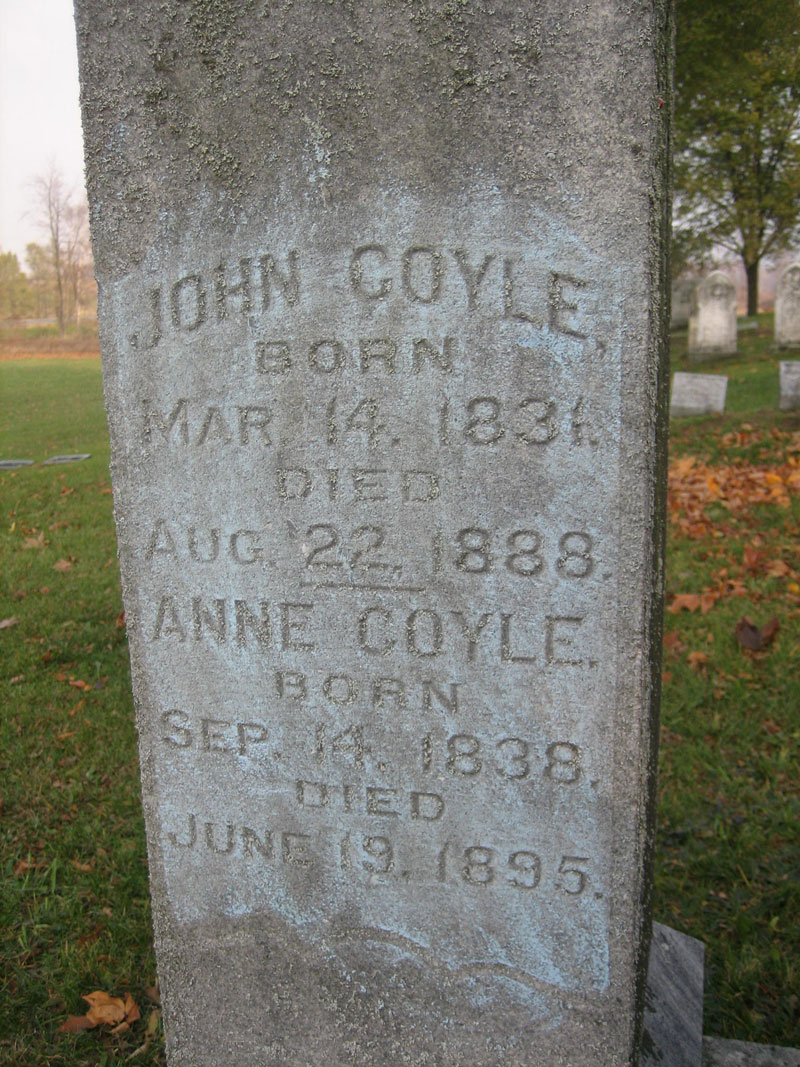 JOHN COYLE,
BORN
MAR. 14. 1831.
DIED
AUG. 22. 1888.
ANNE COYLE.
BORN
SEP. 14. 1838.
DIED
JUNE 19. 1895.